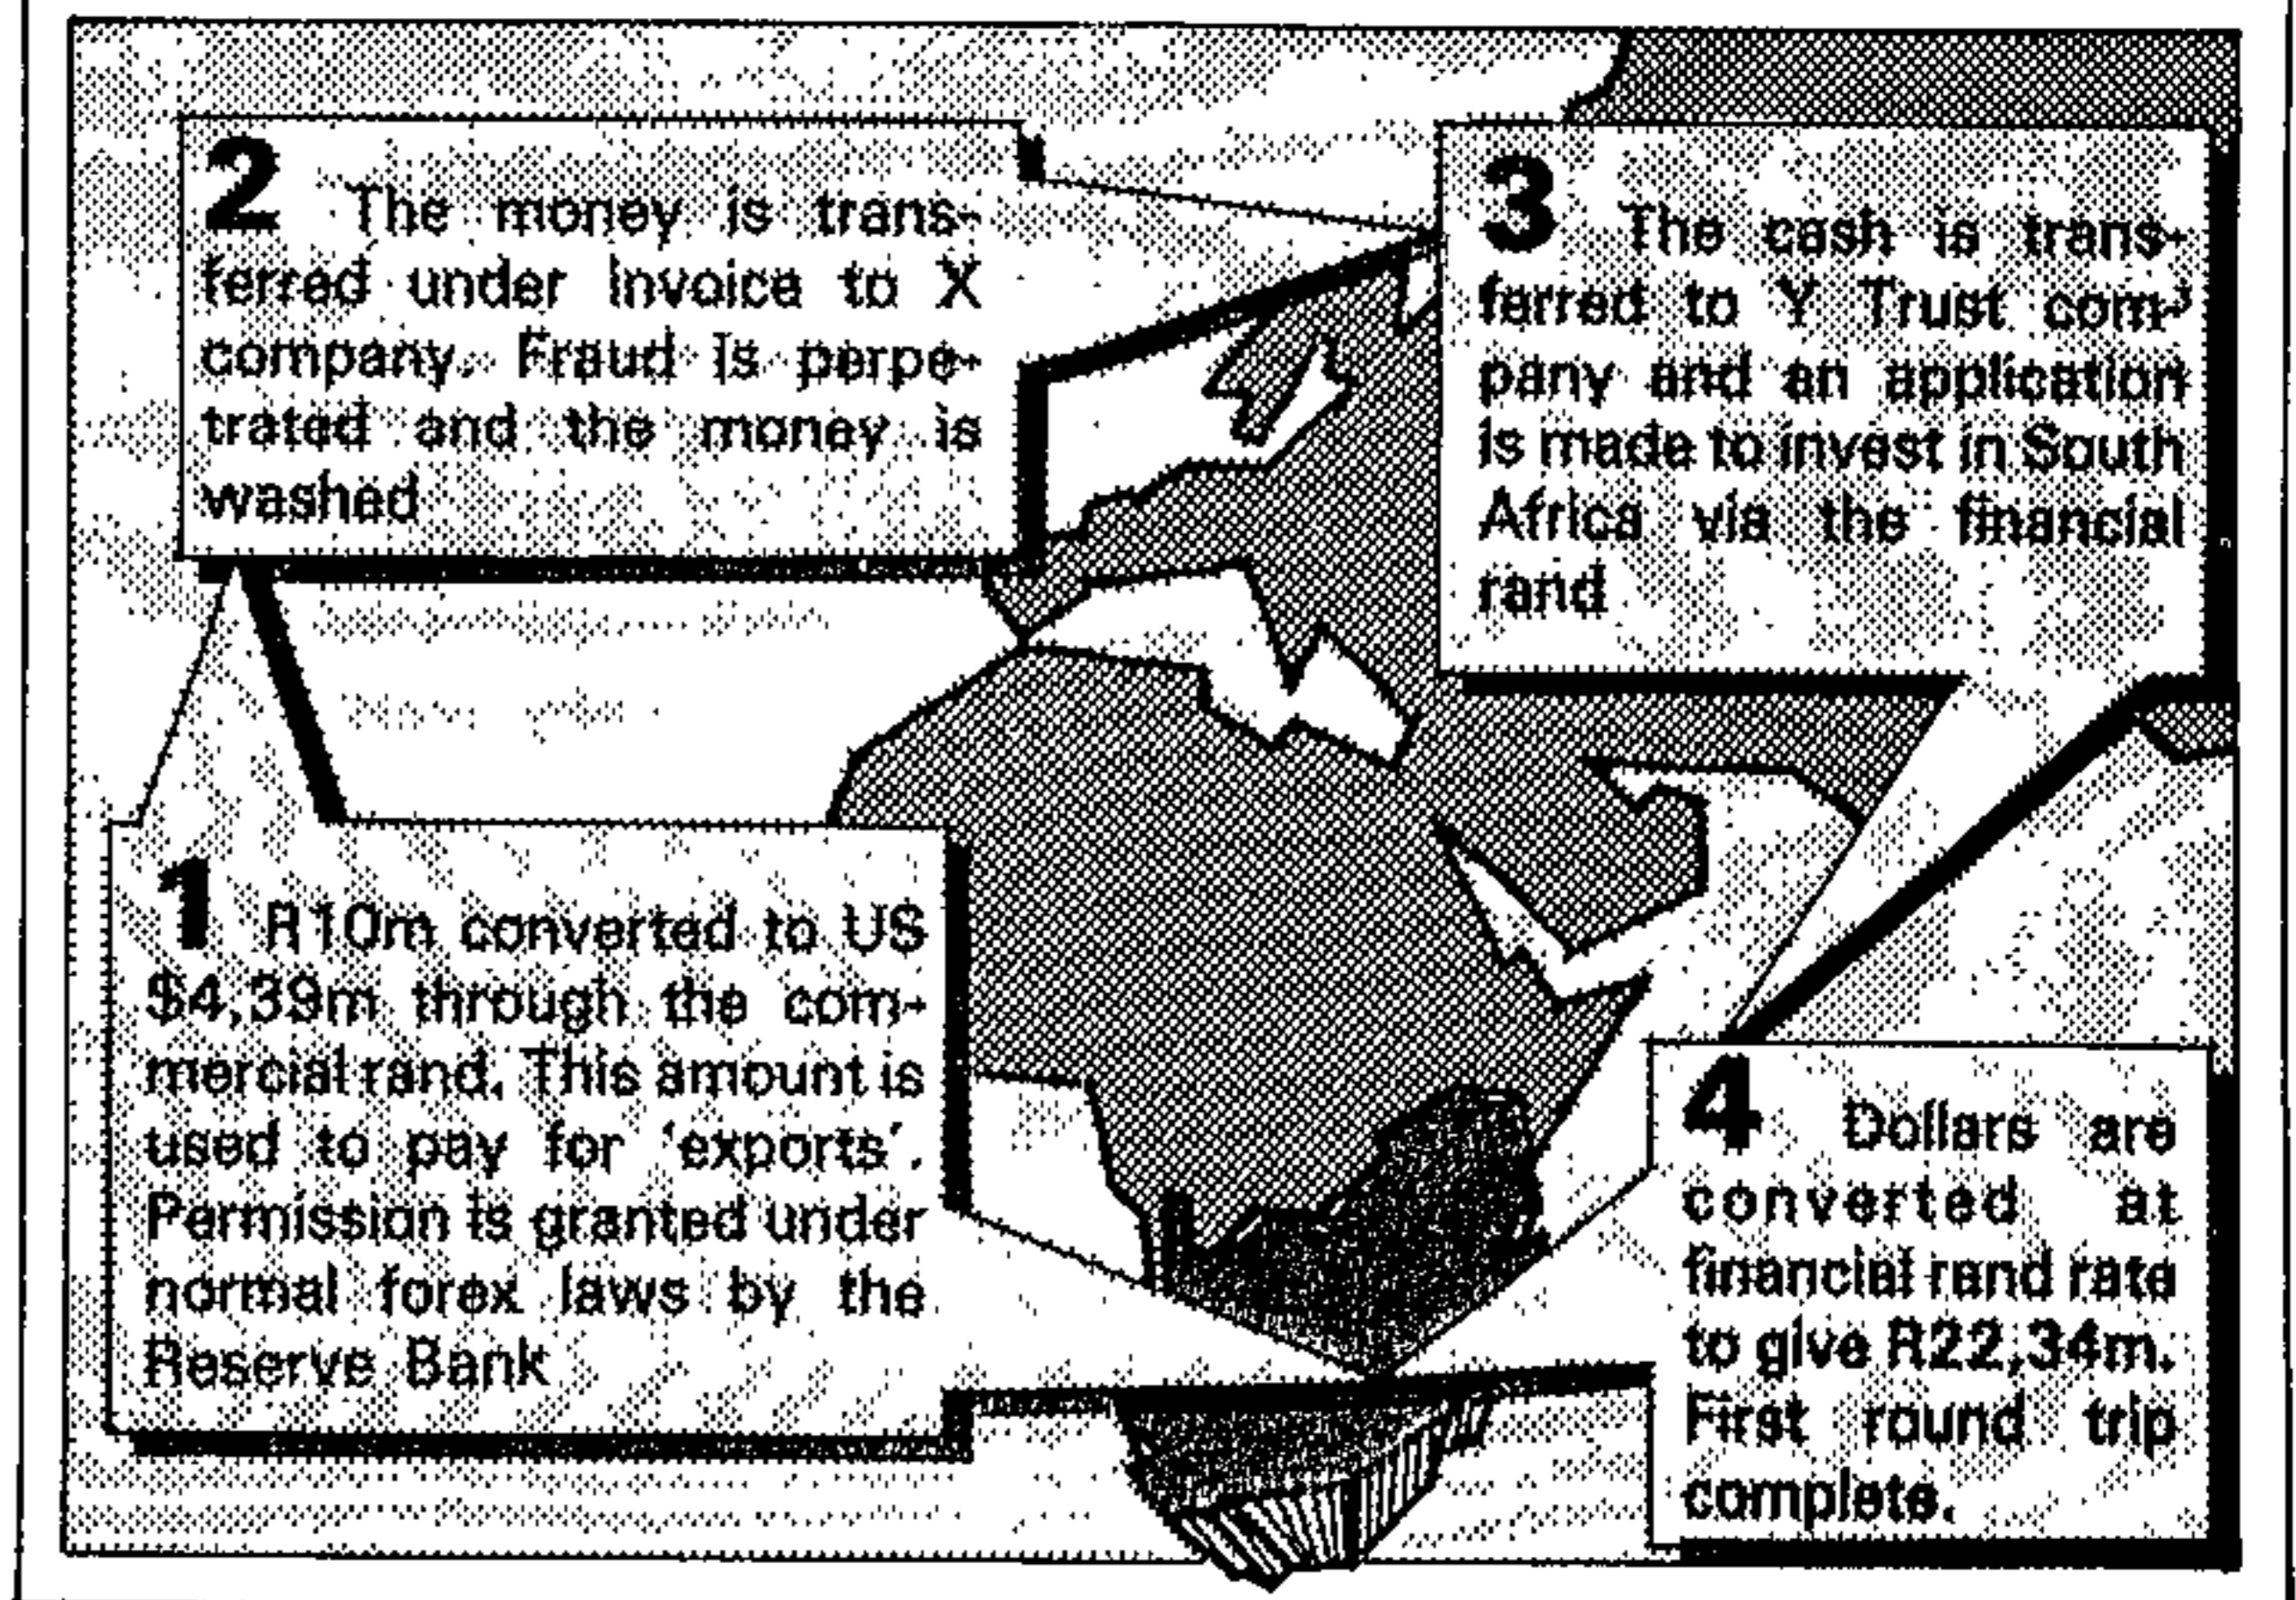 1 R10m converted to US
$4,39m through the com-
mercial rand. This amount is
used to pay for 'exports'.
Permission is granted under
normal forex laws by the
Reserve Bank
2 The money is trans-
ferred under invoice to X
company. Fraud is perpe-
trated and the money is
washed
3 The cash is trans-
ferred to Y Trust com-
pany and an application
is made to invest in South
Africa via the financial
rand
4 Dollars are
converted at
financial rand rate
to give R22,34m.
First round trip
complete.